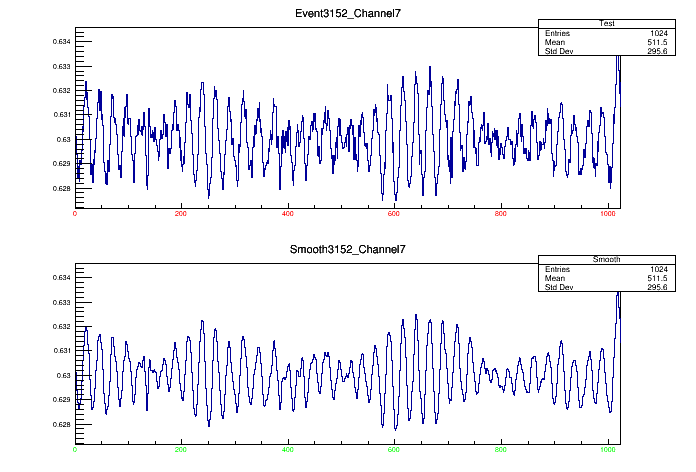 Event3152_Channel7
Test
Entries 1024
Mean 511.5
Std Dev 295.6
0.634
0.633
0.632
0.631
0.63
0.629
0.628
0 200 400 600 800 1000
Smooth3152_Channel7
Smooth
Entries 1024
Mean 511.5
Std Dev 295.6
0.634
0.633
0.632
0.631
0.63
0.629
0.628
0 200 400 600 800 1000